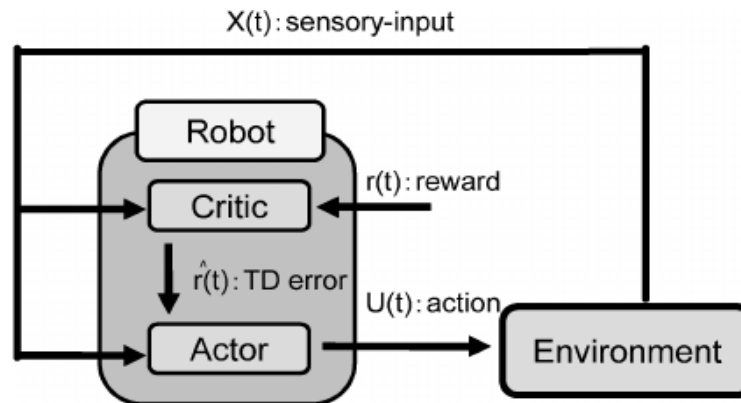 X(t): sensory-input
Robot
r(t): reward
Critic
r̂(t): TD error
U(t): action
Actor
Environment